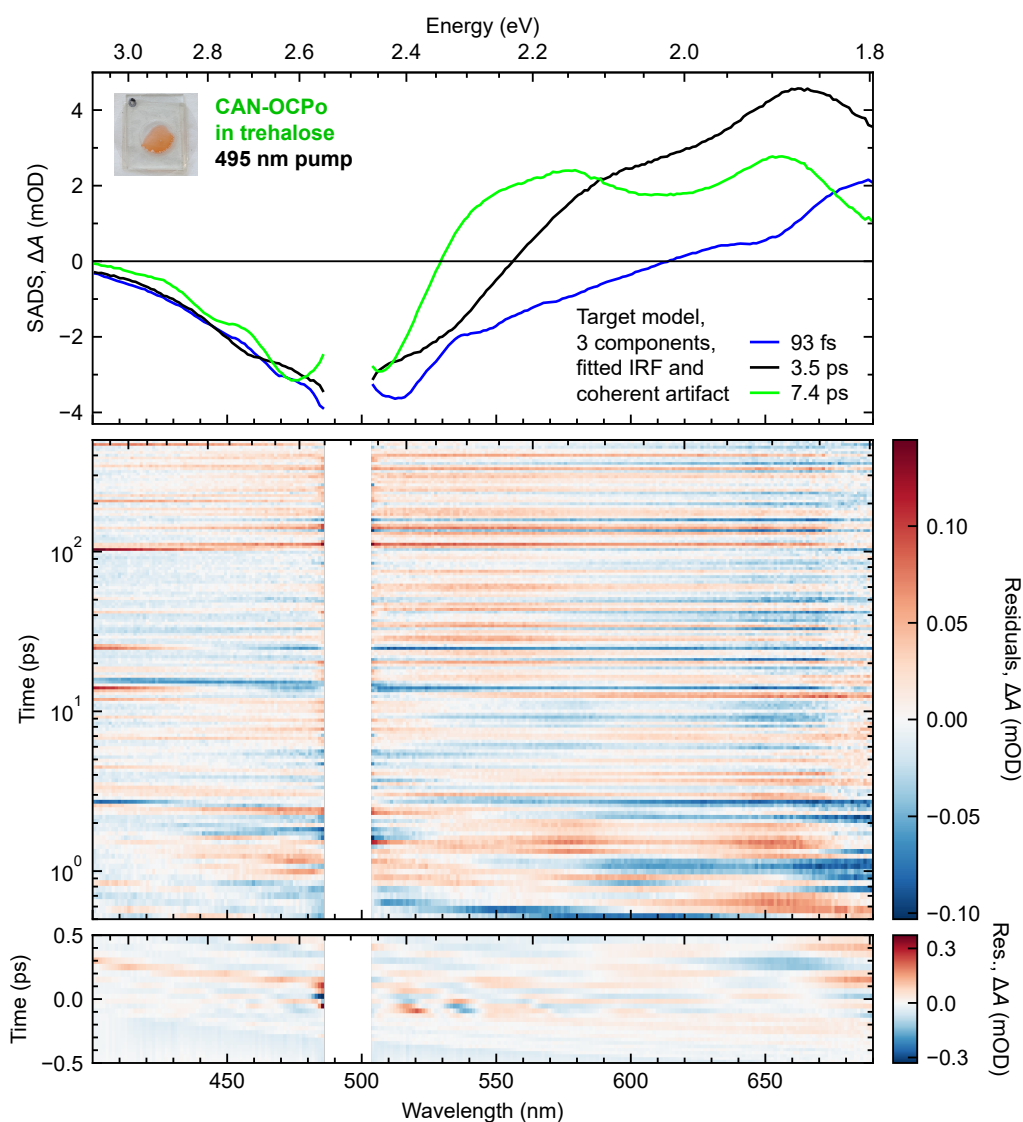 Energy (eV)
3.0 2.8 2.6 2.4 2.2 2.0 1.8
CAN-OCPo
in trehalose
495 nm pump
SADS, ΔA (mOD)
4
2
0
−2
−4
Target model,
3 components,
fitted IRF and
coherent artifact
93 fs
3.5 ps
7.4 ps
Time (ps)
10²
10¹
10⁰
Residuals, ΔA (mOD)
0.10
0.05
0.00
−0.05
−0.10
Time (ps)
0.5
0.0
−0.5
Res., ΔA (mOD)
0.3
0.0
−0.3
450 500 550 600 650
Wavelength (nm)